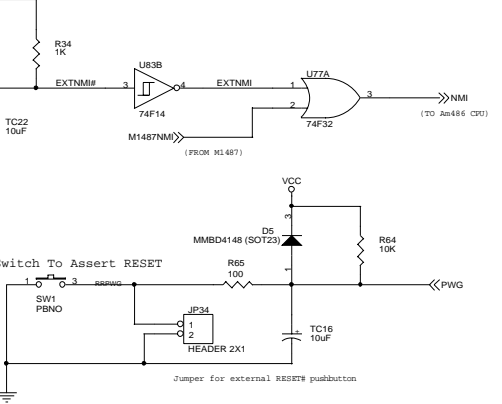 R34
1K
U83B
EXTNMI#
3
4
EXTNMI
74F14
TC22
10uF
U77A
1
2
3
74F32
NMI
(TO Am486 CPU)
M1487NMI
(FROM M1487)
VCC
3
D5
MMBD4148 (SOT23)
1
R64
10K
Switch To Assert RESET
1
3
RRPWG
SW1
PBNO
R65
100
PWG
JP34
1
2
HEADER 2X1
+
TC16
10uF
Jumper for external RESET# pushbutton